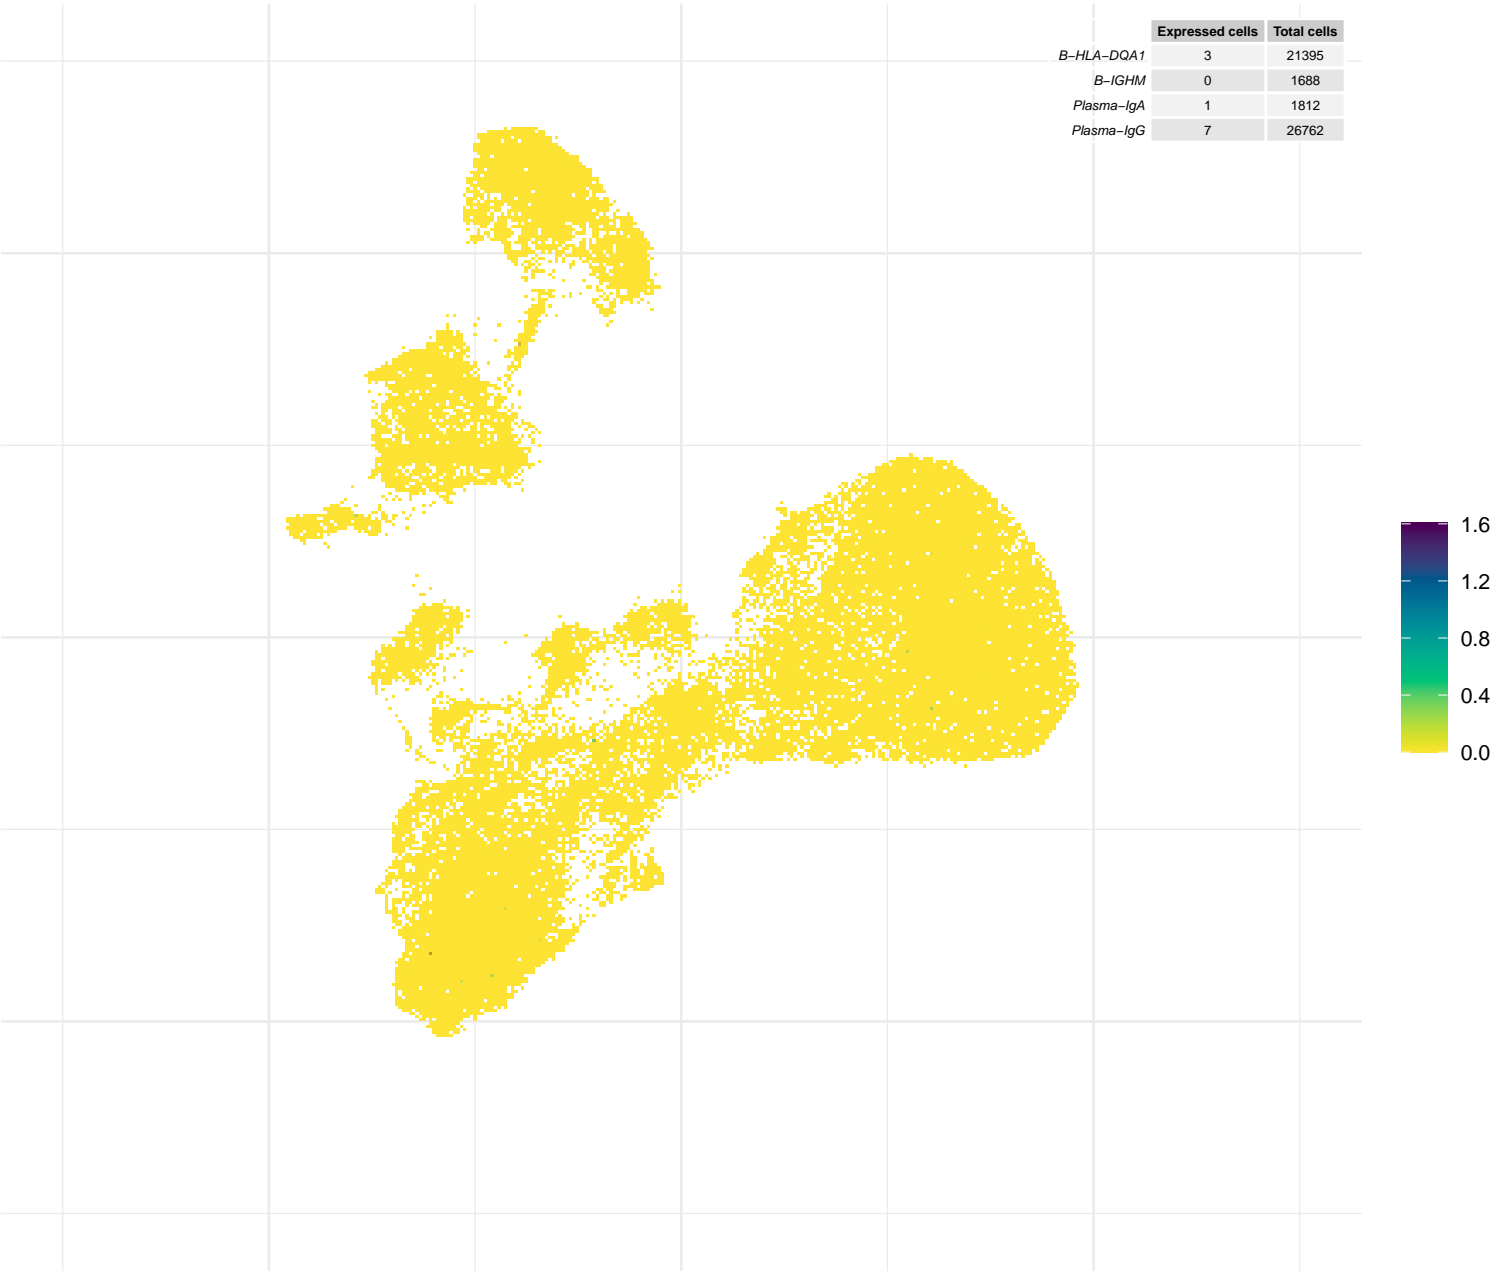 Expressed cells Total cells
B−HLA−DQA1 3 21395
B−IGHM 0 1688
Plasma−IgA 1 1812
Plasma−IgG 7 26762
1.6
1.2
0.8
0.4
0.0